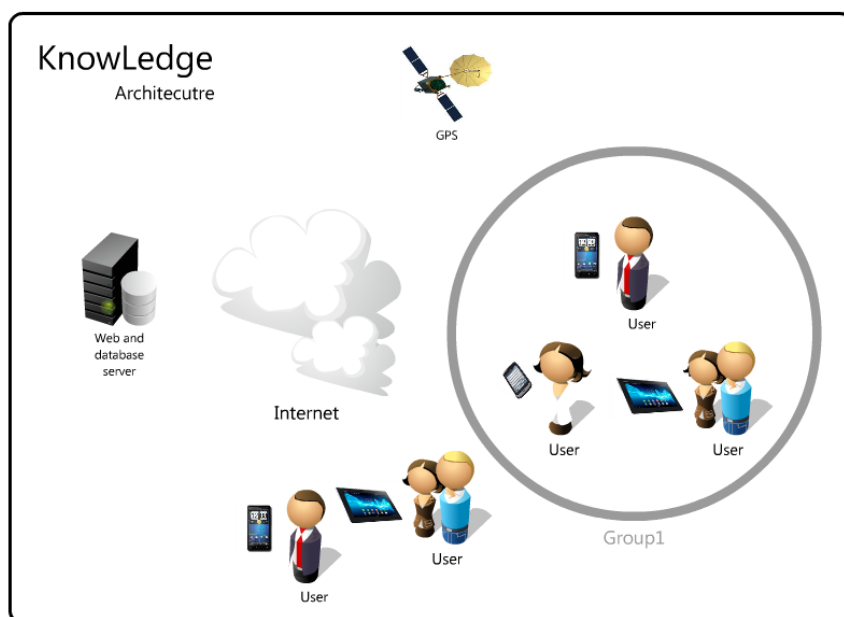 KnowLedge
Architecutre
GPS
Web and
database
server
Internet
User
User
User
Group1
User
User